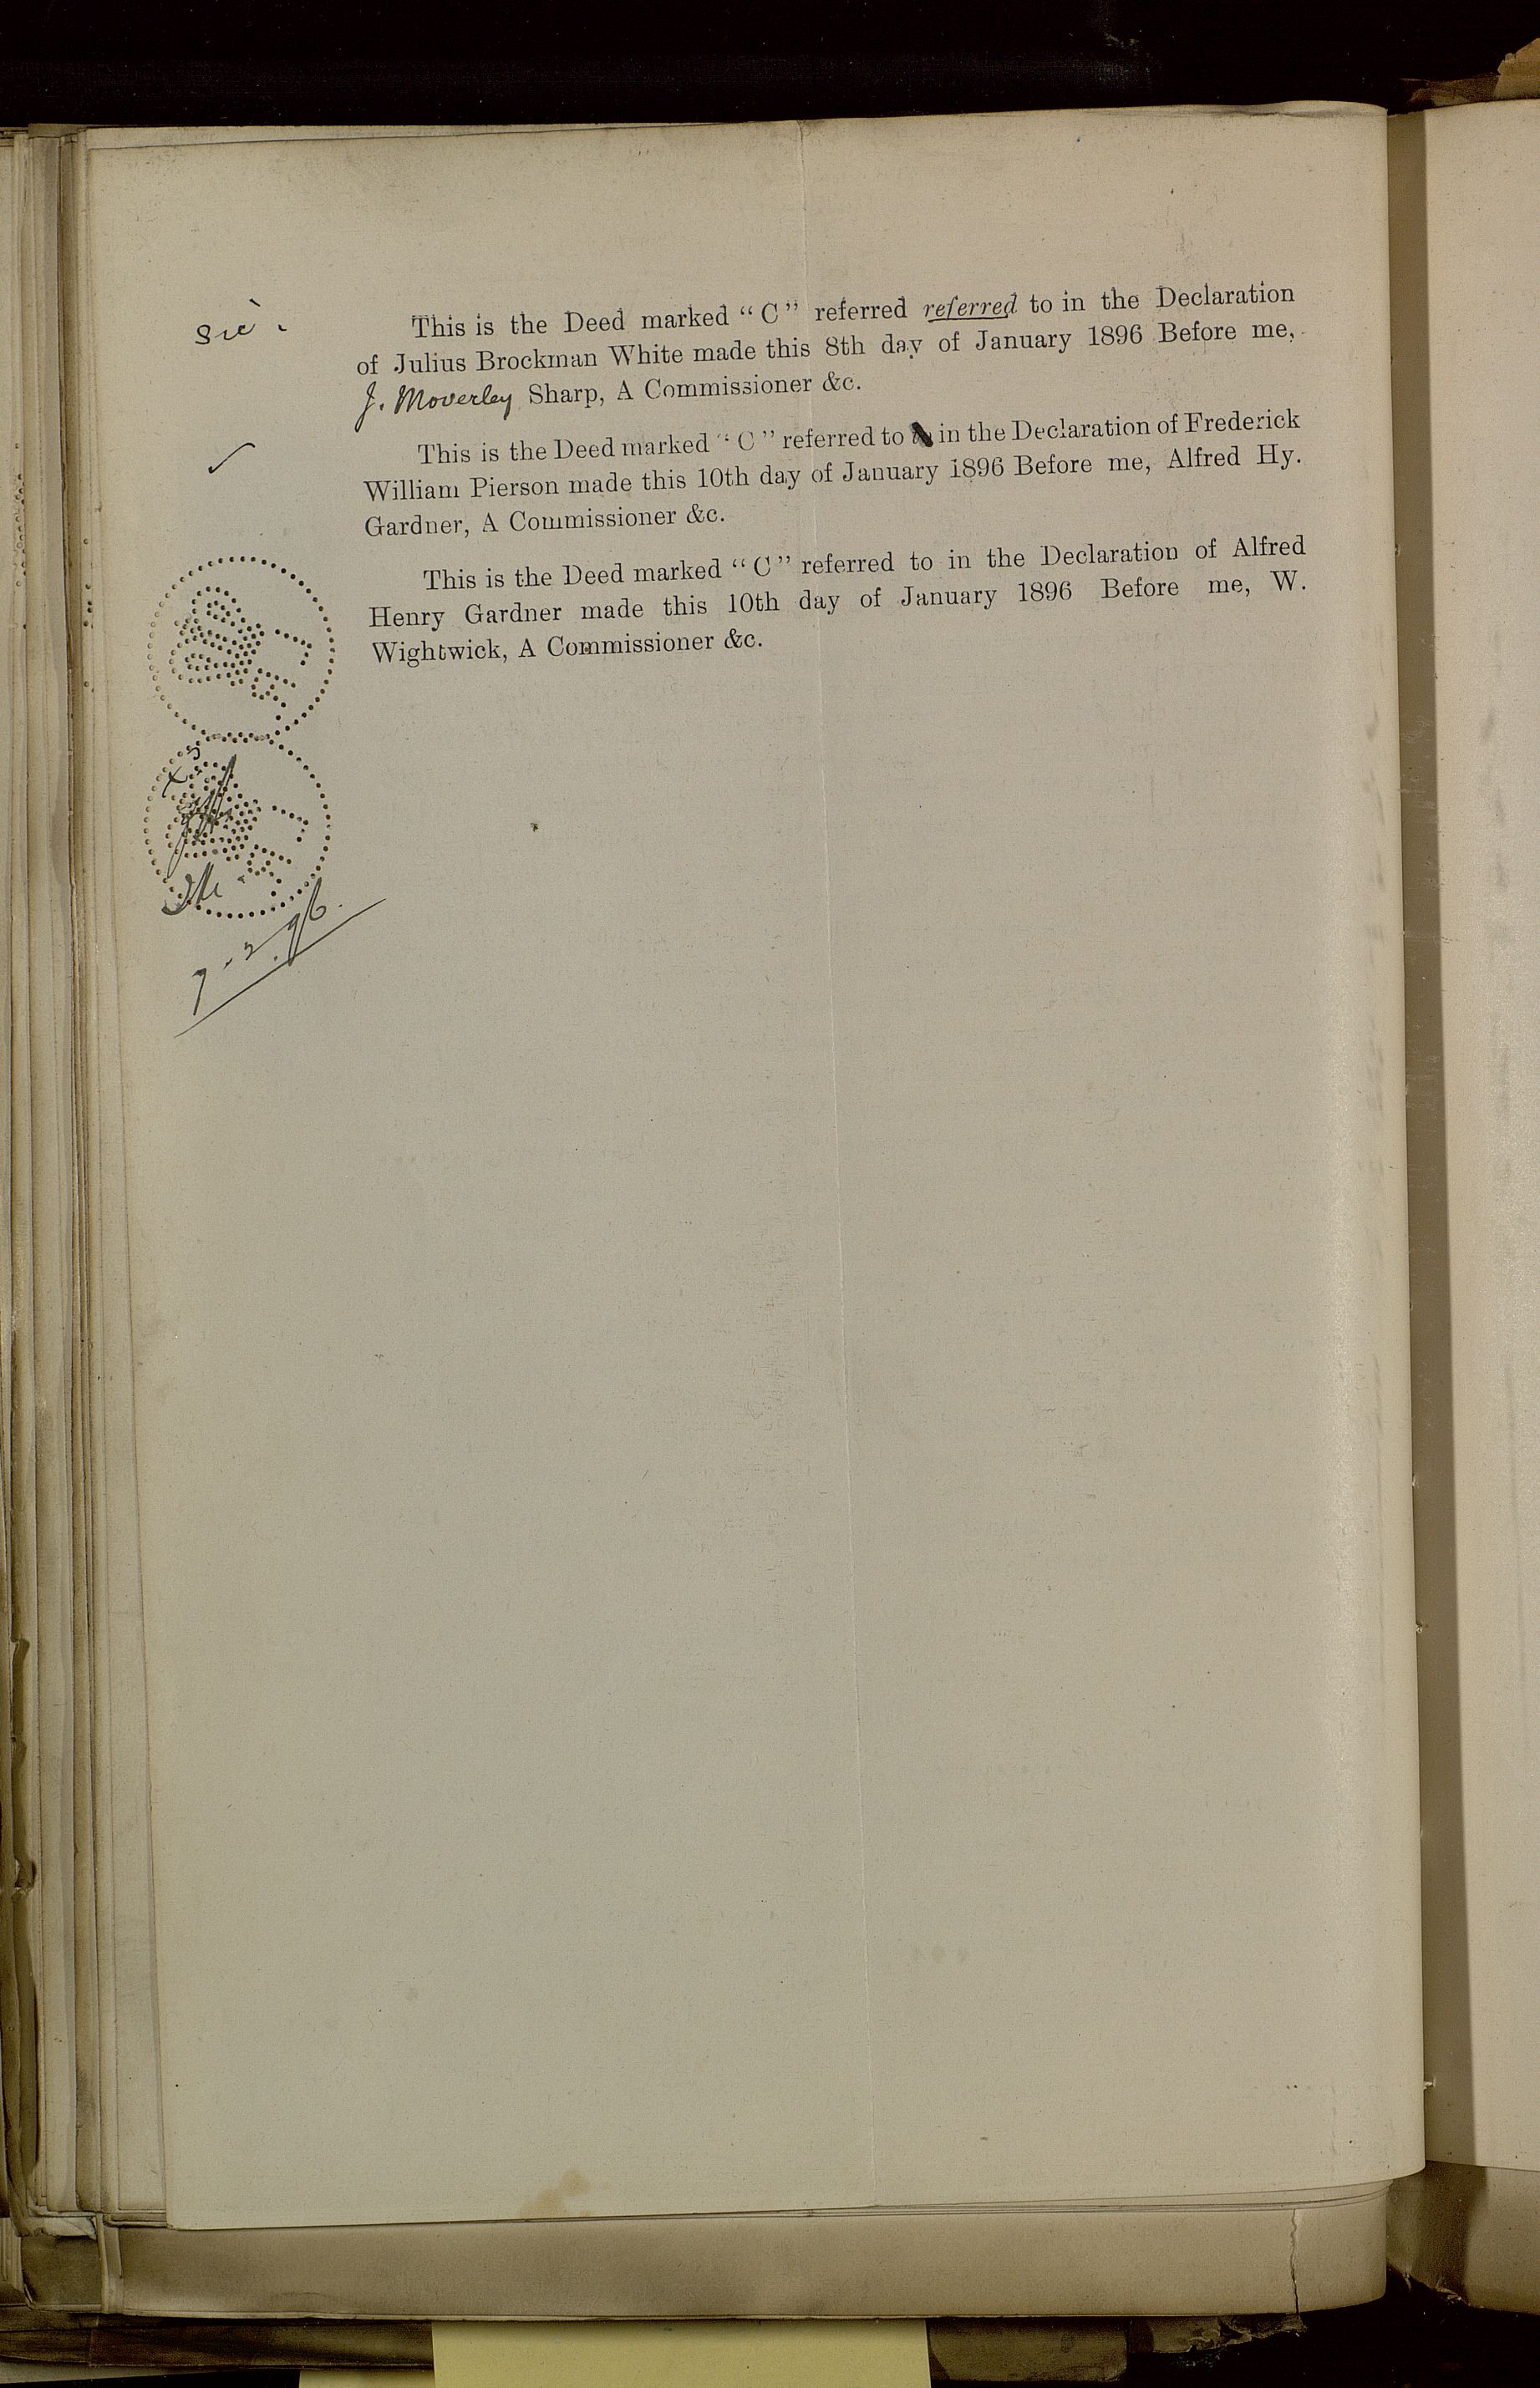 sic.
This is the Deed marked “C” referred referred to in the Declaration
of Julius Brockman White made this 8th day of January 1896 Before me,
J. Moverley Sharp, A Commissioner &c.
This is the Deed marked “C” referred to in the Declaration of Frederick
William Pierson made this 10th day of January 1896 Before me, Alfred Hy.
Gardner, A Commissioner &c.
This is the Deed marked “C” referred to in the Declaration of Alfred
Henry Gardner made this 10th day of January 1896 Before me, W.
Wightwick, A Commissioner &c.
7-2.96.